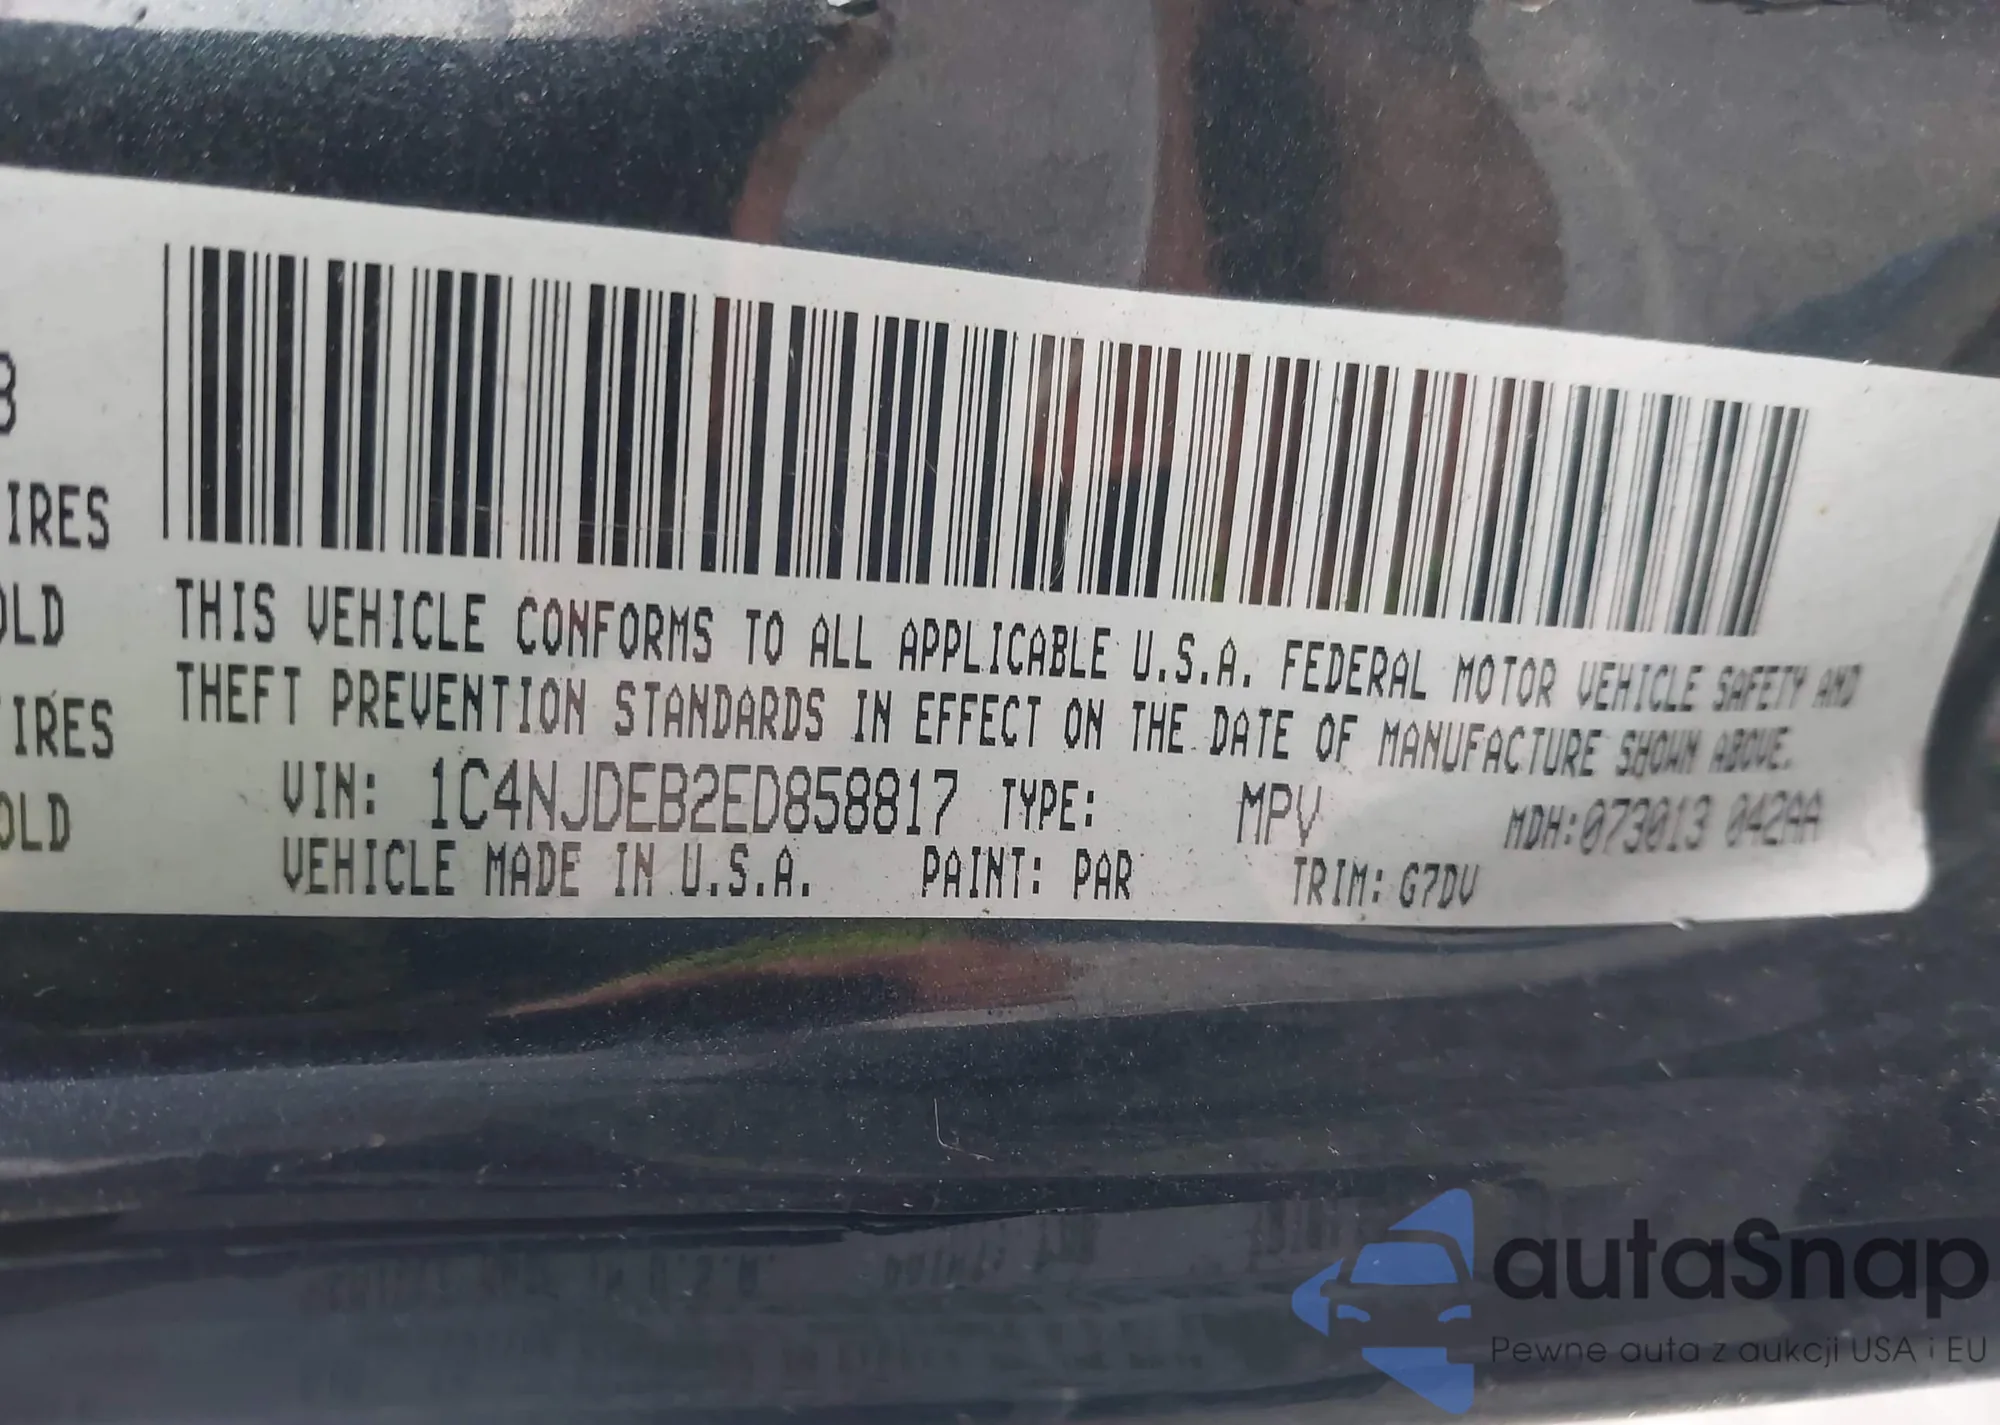 8
IRES
OLD
IRES
OLD
THIS VEHICLE CONFORMS TO ALL APPLICABLE U.S.A. FEDERAL MOTOR VEHICLE SAFETY AND
THEFT PREVENTION STANDARDS IN EFFECT ON THE DATE OF MANUFACTURE SHOWN ABOVE.
VIN: 1C4NJDEB2ED858817 TYPE: MPV MDH:073013 042AA
VEHICLE MADE IN U.S.A. PAINT: PAR TRIM: G7DV
autaSnap
Pewne auta z aukcji USA i EU